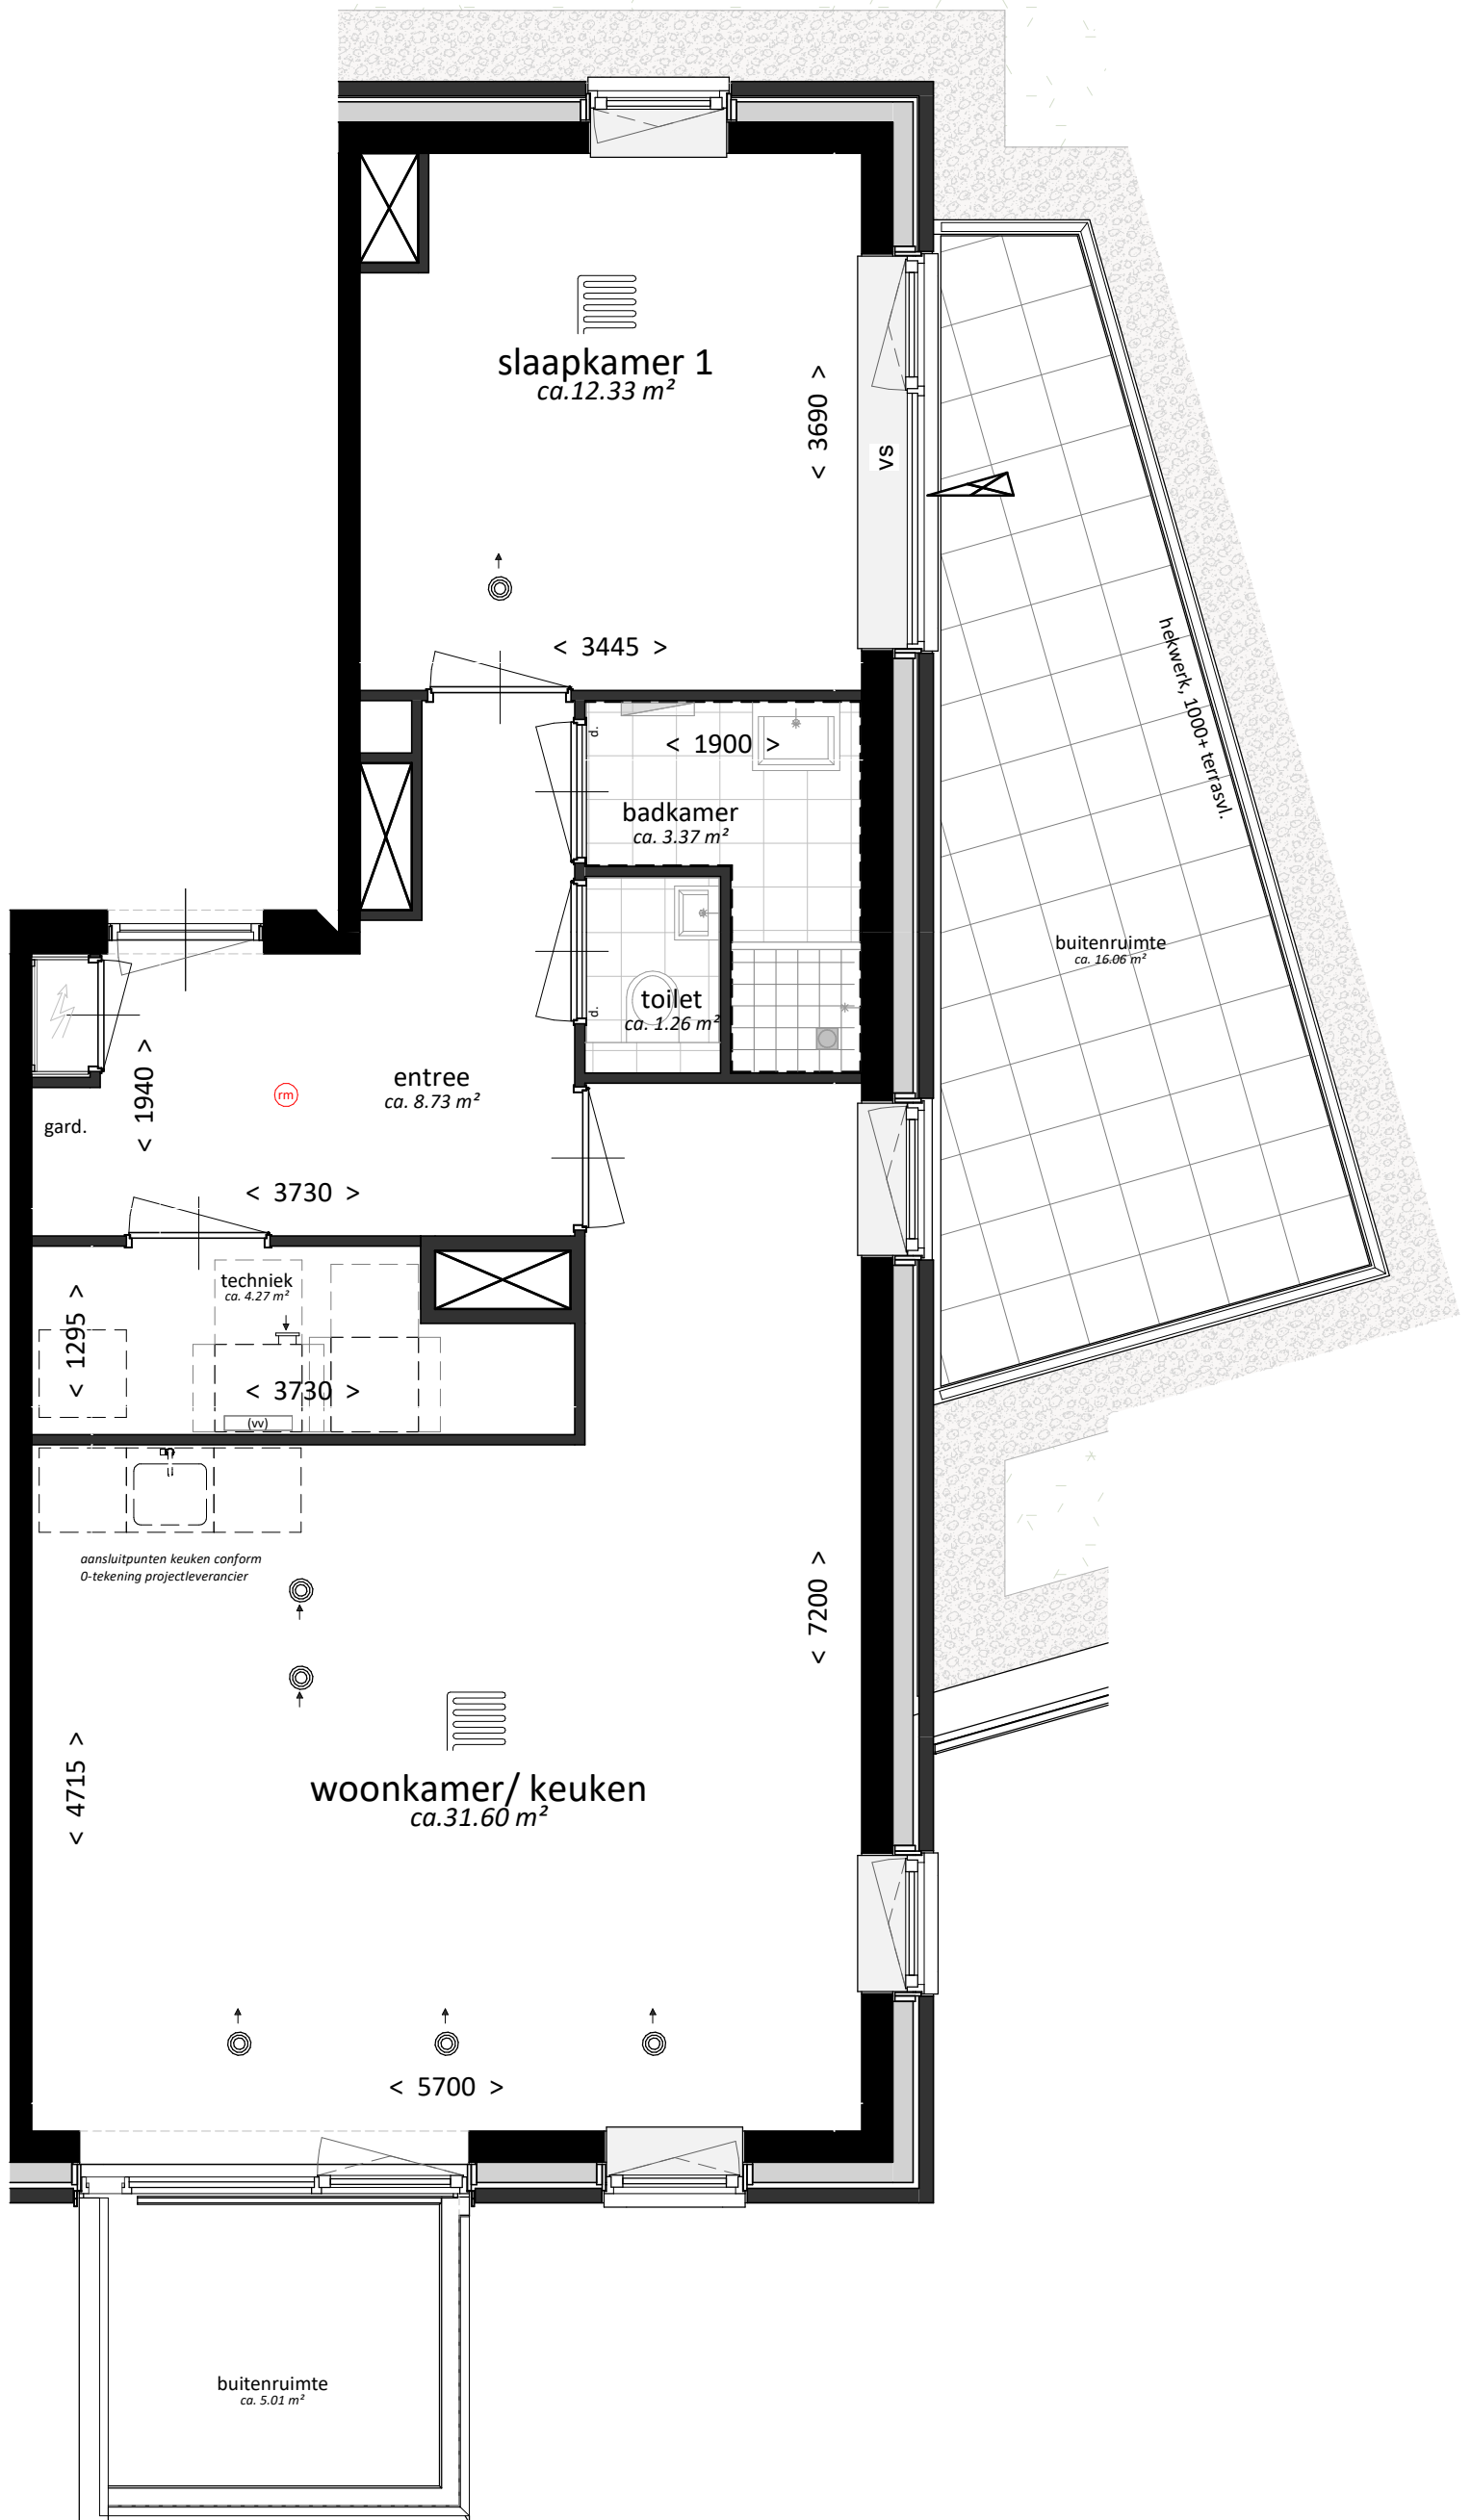 slaapkamer 1
ca.12.33 m²
< 3690 >
vs
< 3445 >
hekwerk, 1000+ terrasvl.
d.
< 1900 >
badkamer
ca. 3.37 m²
buitenruimte
ca. 16.06 m²
toilet
ca. 1.26 m²
d.
entree
ca. 8.73 m²
rm
< 1940 >
gard.
< 3730 >
techniek
ca. 4.27 m²
< 1295 >
< 3730 >
(vv)
aansluitpunten keuken conform
0-tekening projectleverancier
< 7200 >
< 4715 >
woonkamer/ keuken
ca.31.60 m²
< 5700 >
buitenruimte
ca. 5.01 m²